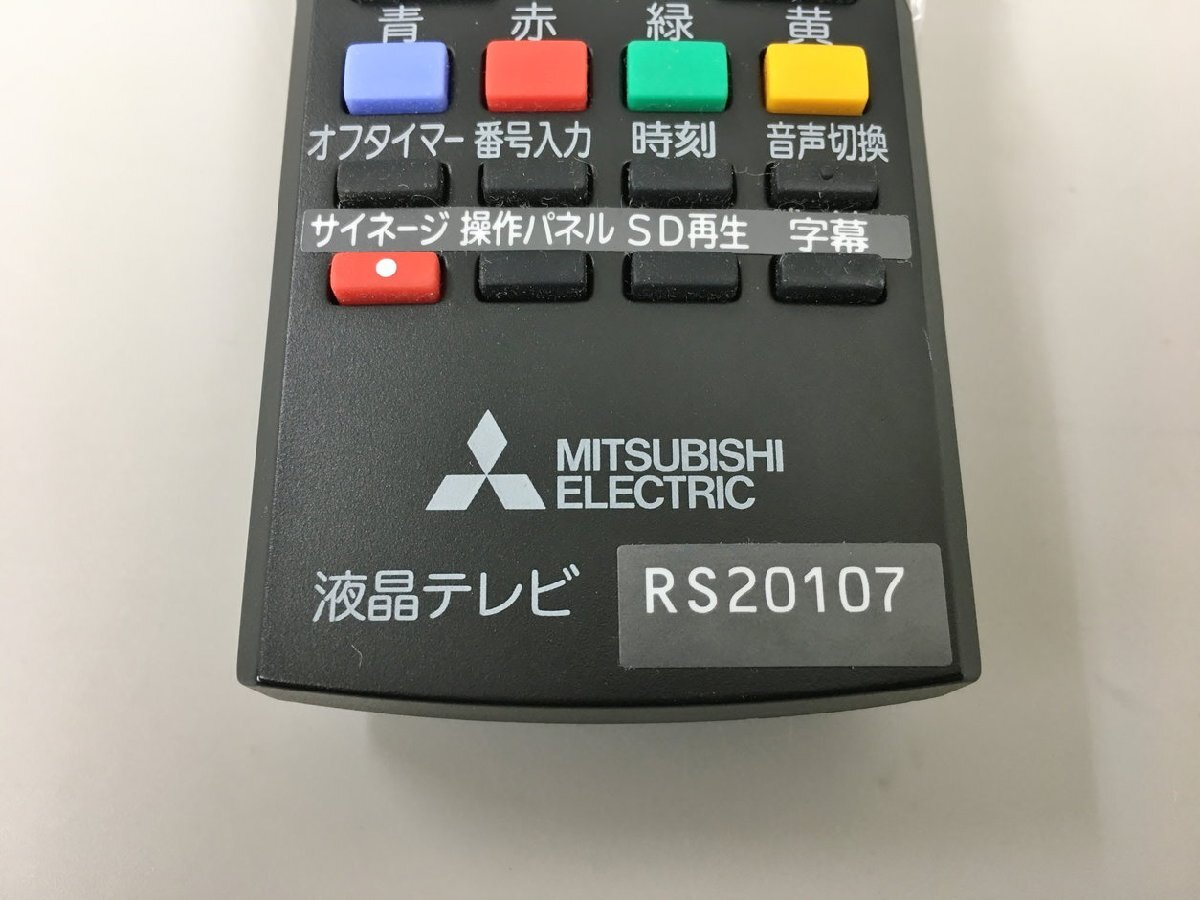 青 赤 緑 黄
オフタイマー 番号入力 時刻 音声切換
サイネージ 操作パネル SD再生 字幕
MITSUBISHI
ELECTRIC
液晶テレビ RS20107